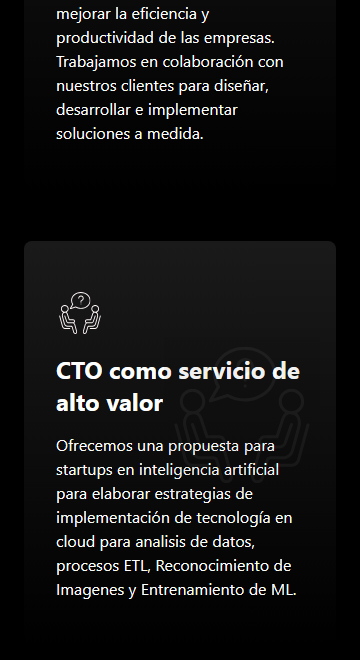 mejorar la eficiencia y
productividad de las empresas.
Trabajamos en colaboración con
nuestros clientes para diseñar,
desarrollar e implementar
soluciones a medida.
CTO como servicio de
alto valor
Ofrecemos una propuesta para
startups en inteligencia artificial
para elaborar estrategias de
implementación de tecnología en
cloud para analisis de datos,
procesos ETL, Reconocimiento de
Imagenes y Entrenamiento de ML.